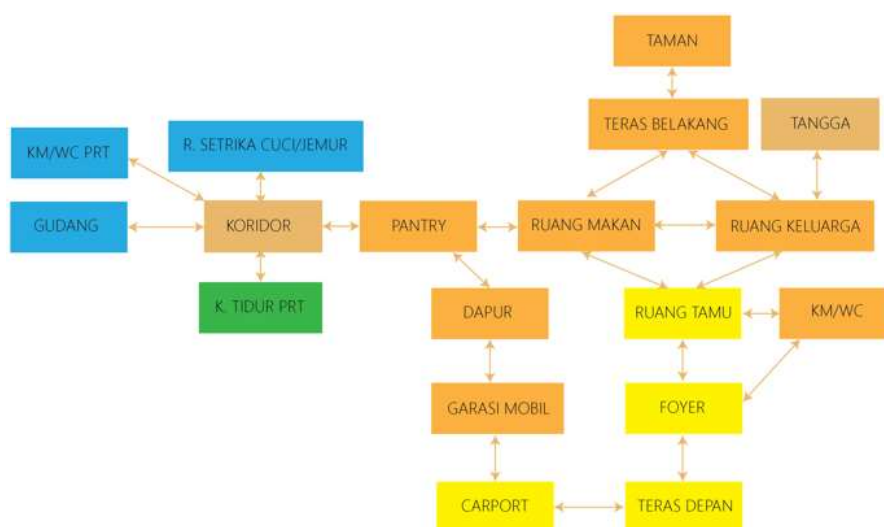 TAMAN
TERAS BELAKANG
TANGGA
KM/WC PRT
R. SETRIKA CUCI/JEMUR
GUDANG
KORIDOR
PANTRY
RUANG MAKAN
RUANG KELUARGA
K. TIDUR PRT
DAPUR
RUANG TAMU
KM/WC
GARASI MOBIL
FOYER
CARPORT
TERAS DEPAN